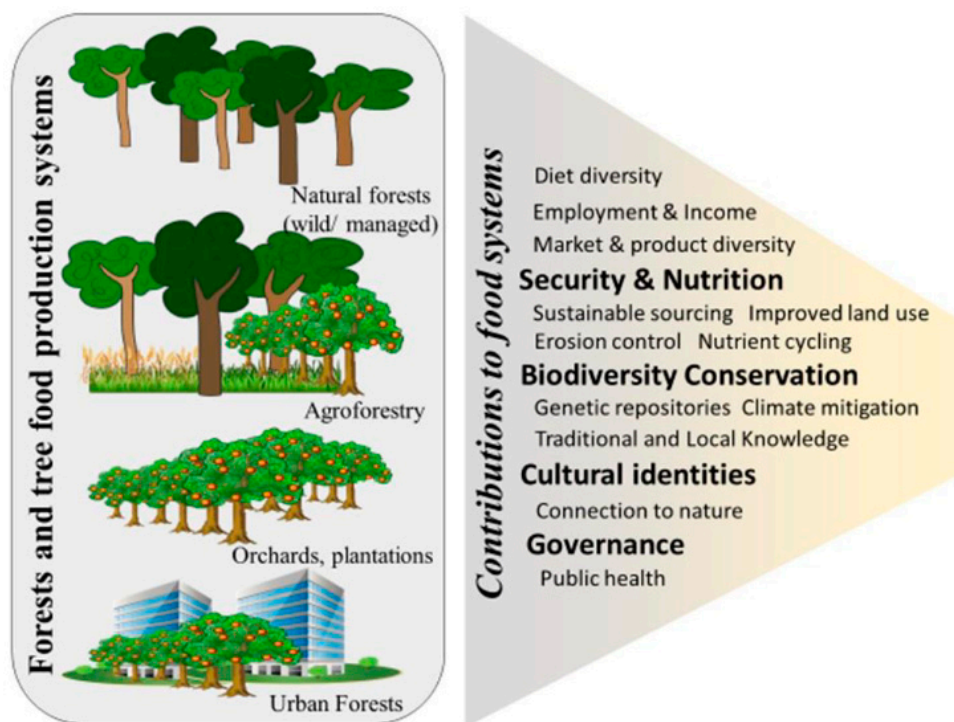 Forests and tree food production systems
Natural forests
(wild/ managed)
Agroforestry
Orchards, plantations
Urban Forests
Contributions to food systems
Diet diversity
Employment & Income
Market & product diversity
Security & Nutrition
Sustainable sourcing Improved land use
Erosion control Nutrient cycling
Biodiversity Conservation
Genetic repositories Climate mitigation
Traditional and Local Knowledge
Cultural identities
Connection to nature
Governance
Public health